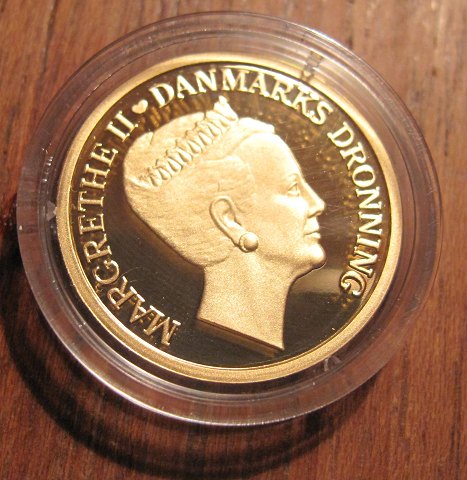 MARGRETHE II ♥ DANMARKS DRONNING